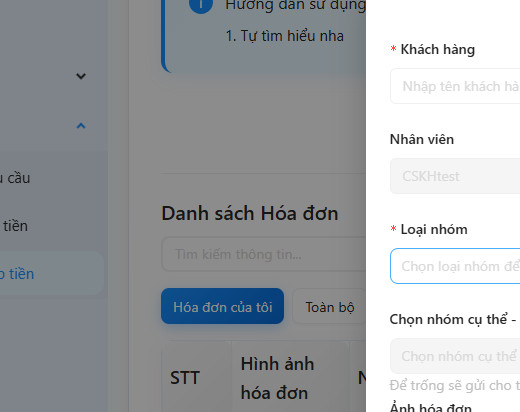 Hướng dẫn sử dụng
1. Tự tìm hiểu nha
cầu
tiền
tiền
Danh sách Hóa đơn
Tìm kiếm thông tin...
Hóa đơn của tôi
Toàn bộ
STT
Hình ảnh
hóa đơn
* Khách hàng
Nhập tên khách hà
Nhân viên
CSKHtest
* Loại nhóm
Chọn loại nhóm để
Chọn nhóm cụ thể -
Chọn nhóm cụ thể
Để trống sẽ gửi cho t
Ảnh hóa đơn